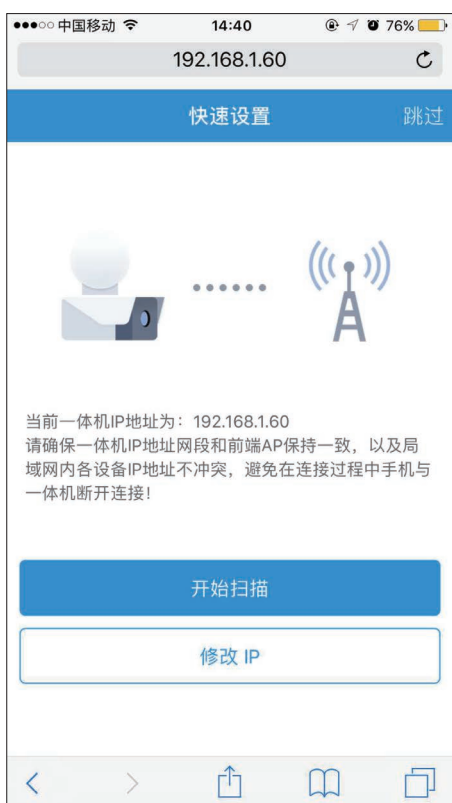 中国移动 14:40 76%
192.168.1.60
快速设置 跳过
当前一体机IP地址为：192.168.1.60
请确保一体机IP地址网段和前端AP保持一致，以及局
域网内各设备IP地址不冲突，避免在连接过程中手机与
一体机断开连接！
开始扫描
修改 IP